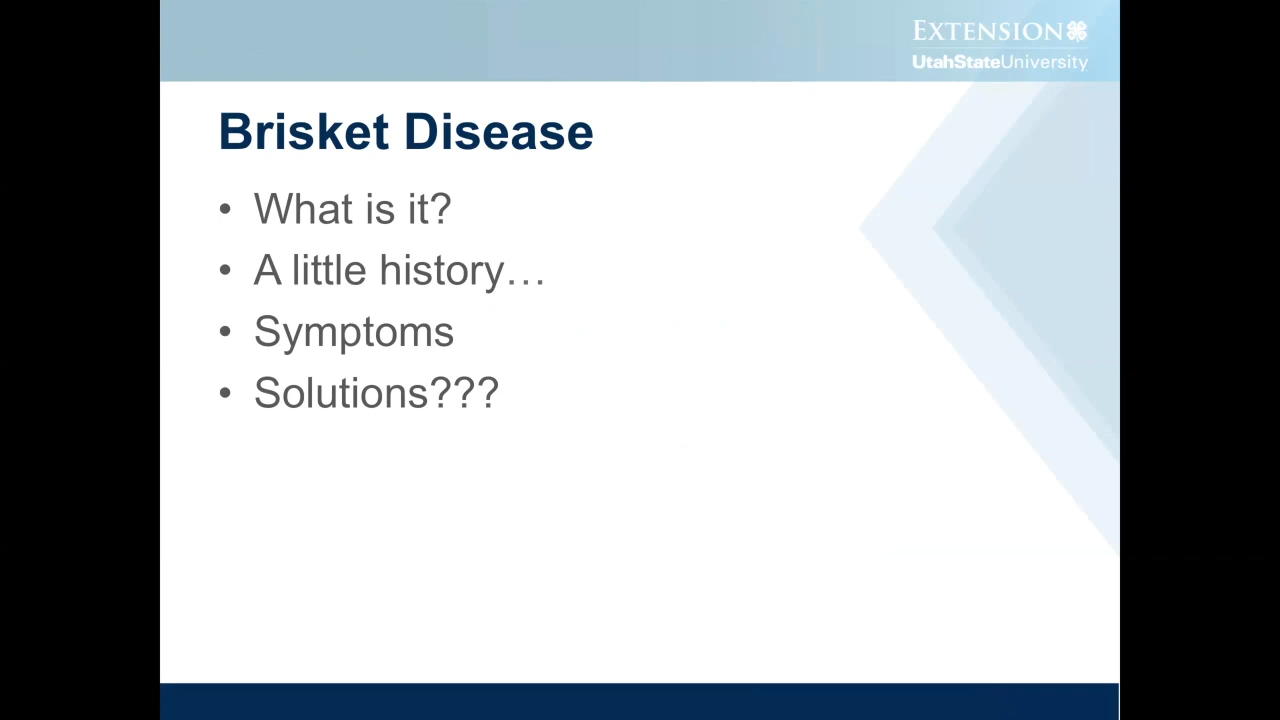 EXTENSION
UtahStateUniversity
Brisket Disease
• What is it?
• A little history…
• Symptoms
• Solutions???